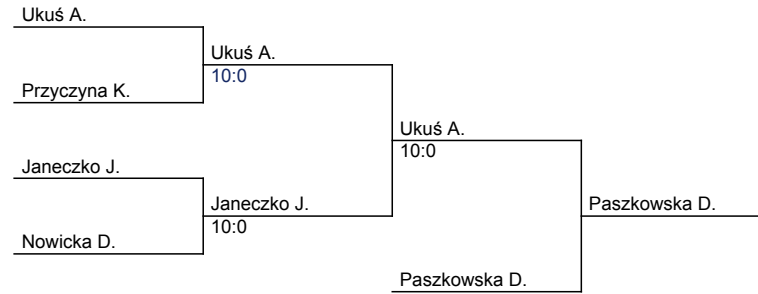 Ukuś A.
Ukuś A.
10:0
Przyczyna K.
Ukuś A.
10:0
Janeczko J.
Janeczko J.
10:0
Paszkowska D.
Nowicka D.
Paszkowska D.